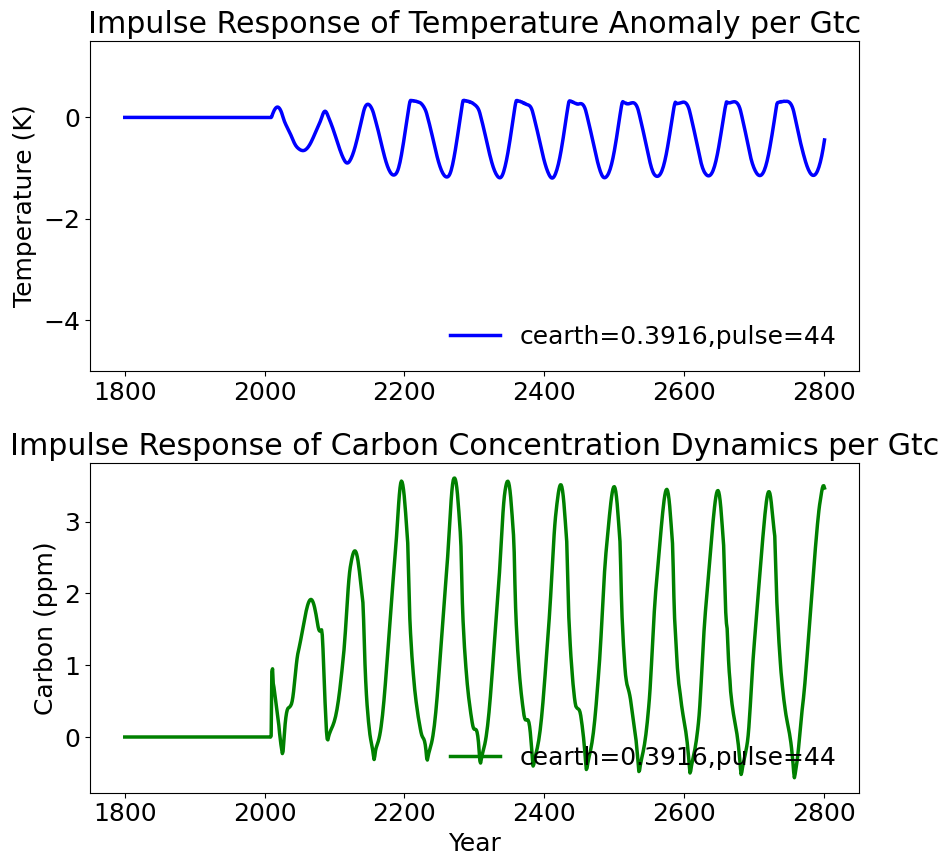 Impulse Response of Temperature Anomaly per Gtc
Temperature (K)
0
−2
−4
cearth=0.3916,pulse=44
1800 2000 2200 2400 2600 2800
Impulse Response of Carbon Concentration Dynamics per Gtc
Carbon (ppm)
3
2
1
0
cearth=0.3916,pulse=44
1800 2000 2200 2400 2600 2800
Year